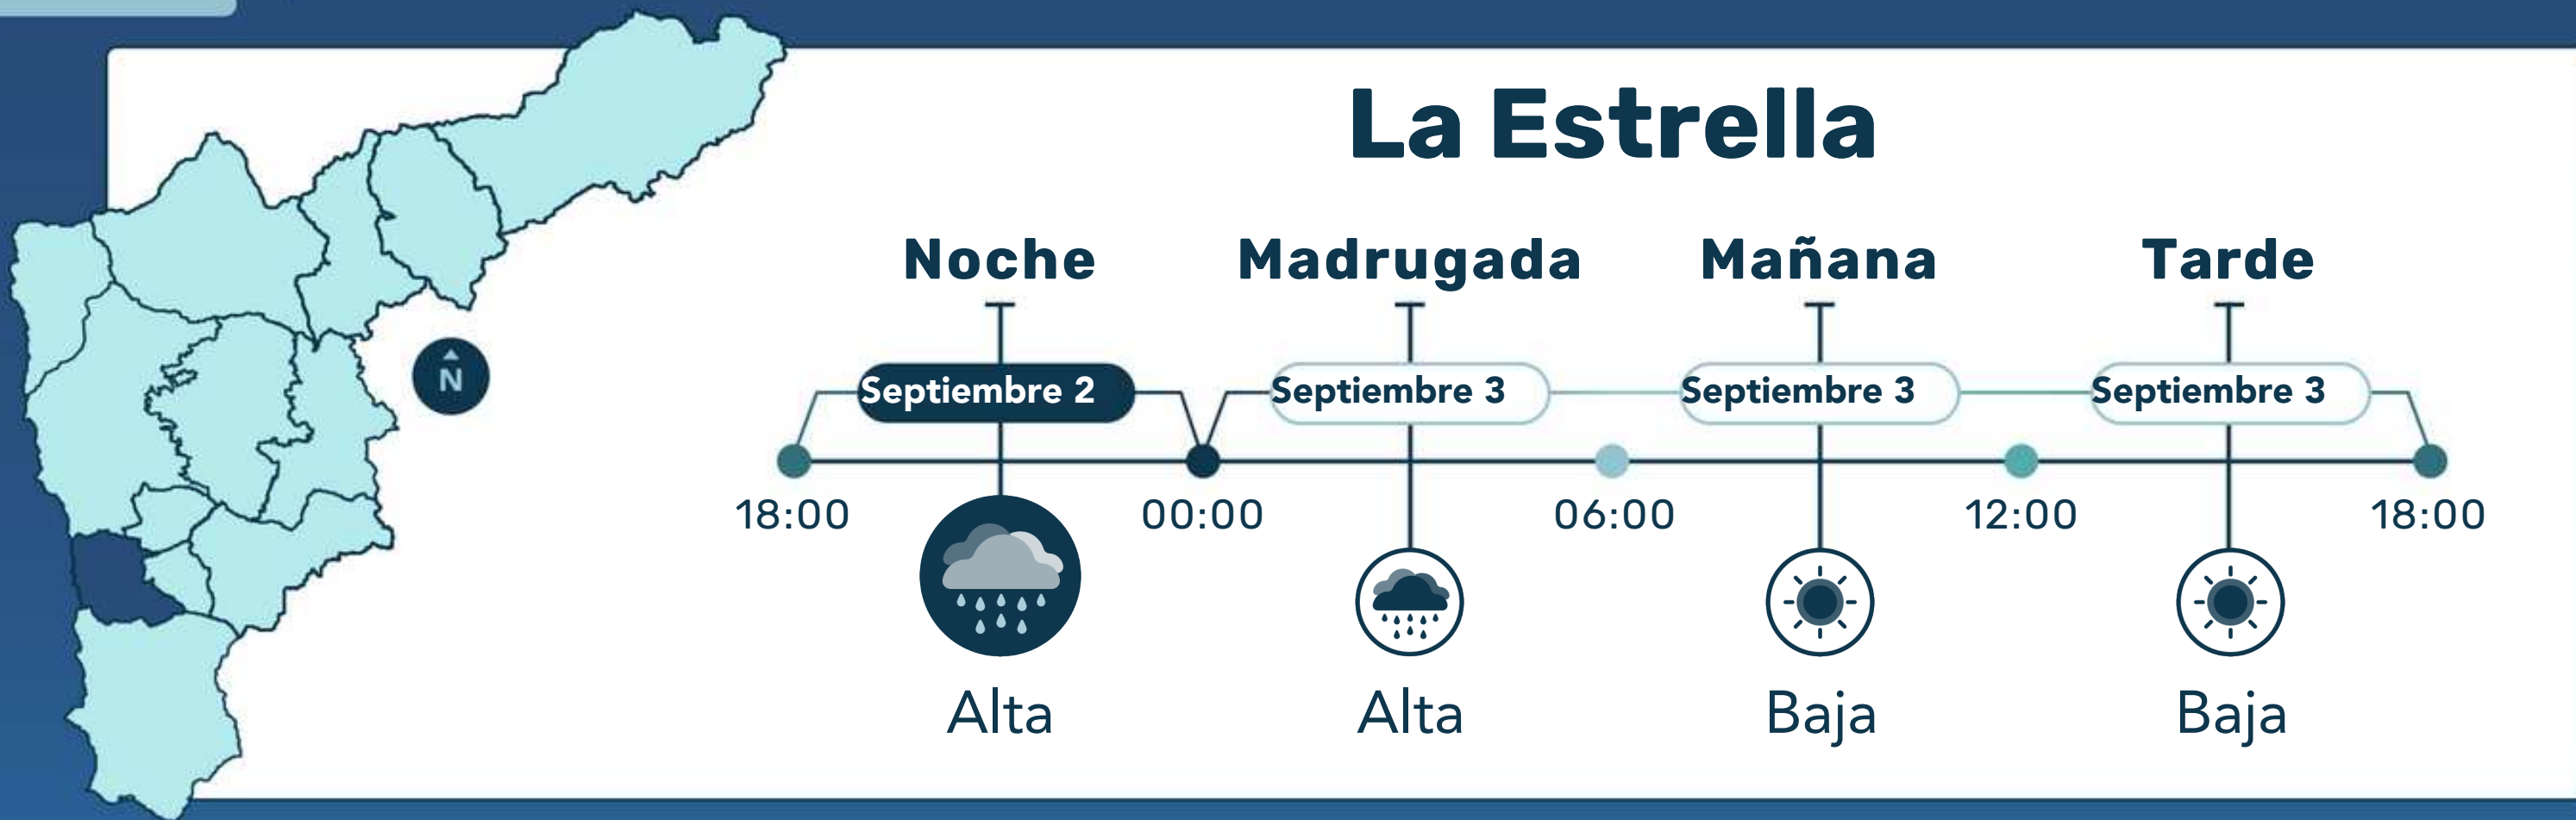 La Estrella
Noche
Madrugada
Mañana
Tarde
Septiembre 2
Septiembre 3
Septiembre 3
Septiembre 3
N
18:00
00:00
06:00
12:00
18:00
Alta
Alta
Baja
Baja